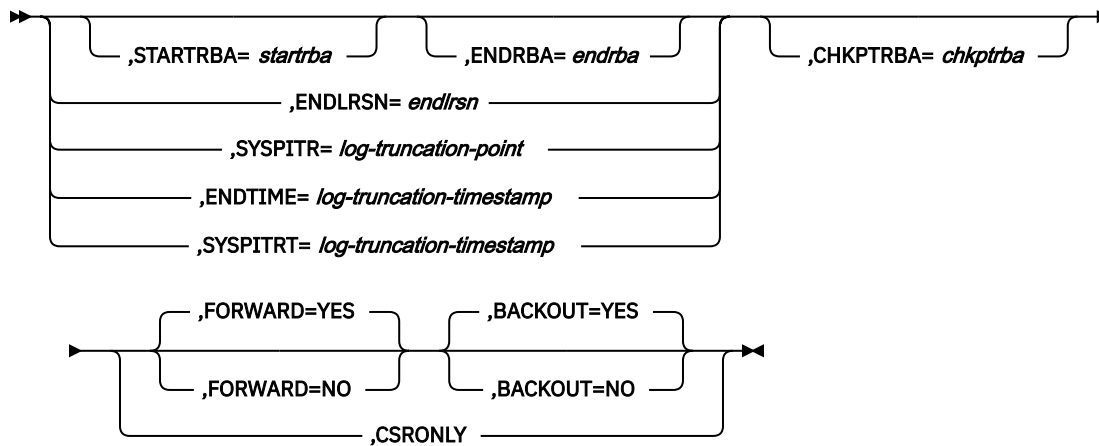 ,STARTRBA= startrba ,ENDRBA= endrba ,CHKPTRBA= chkptrba
,ENDLRSN= endlrsn
,SYSPITR= log-truncation-point
,ENDTIME= log-truncation-timestamp
,SYSPITRT= log-truncation-timestamp
,FORWARD=YES ,BACKOUT=YES
,FORWARD=NO ,BACKOUT=NO
,CSRONLY